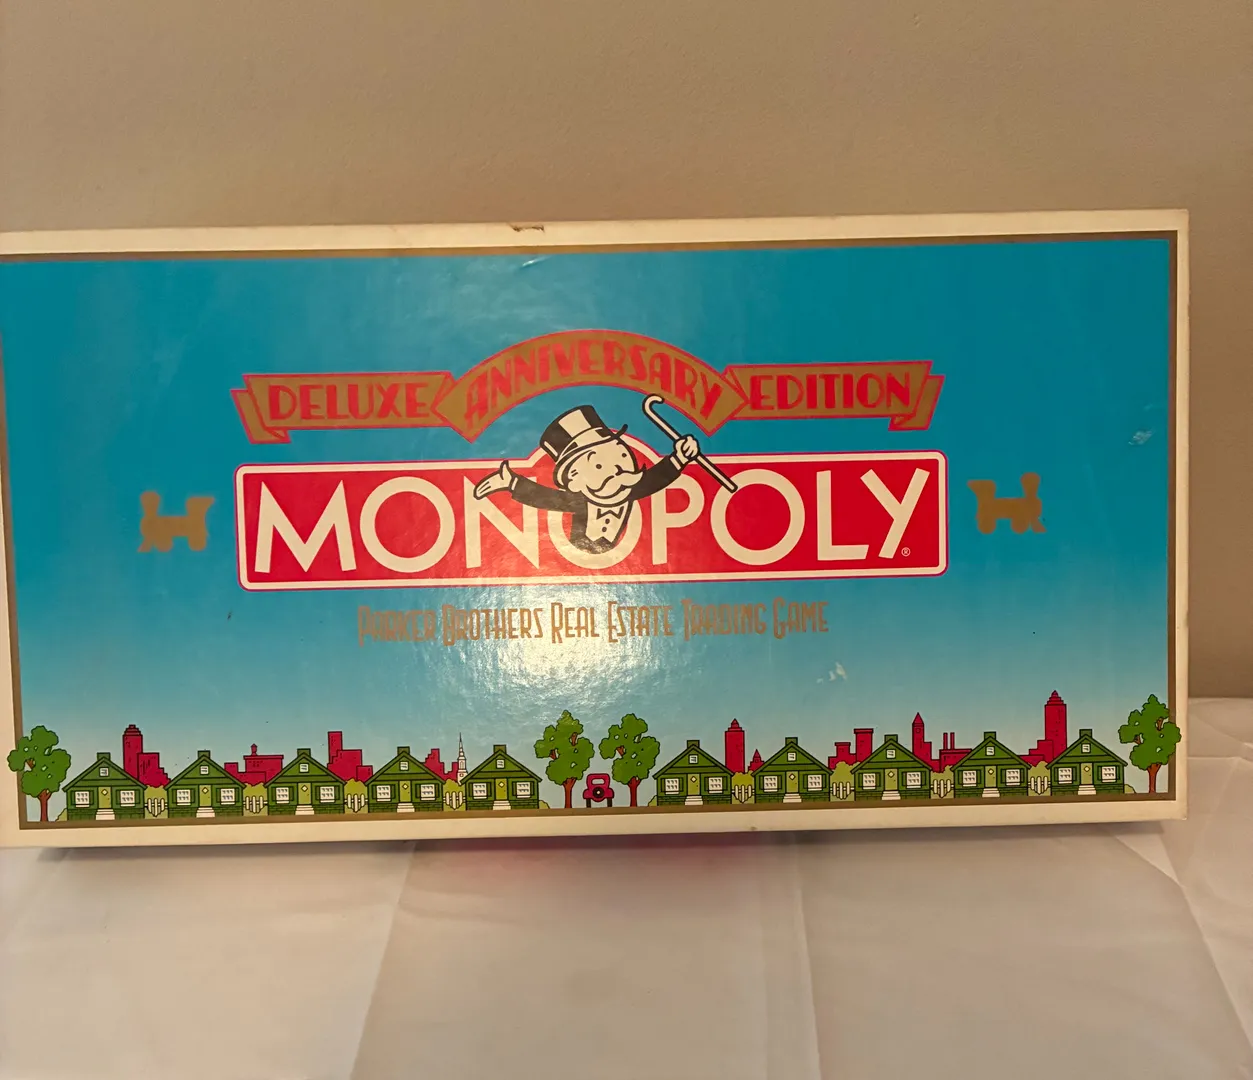 DELUXE ANNIVERSARY EDITION
MONOPOLY®
PARKER BROTHERS REAL ESTATE TRADING GAME